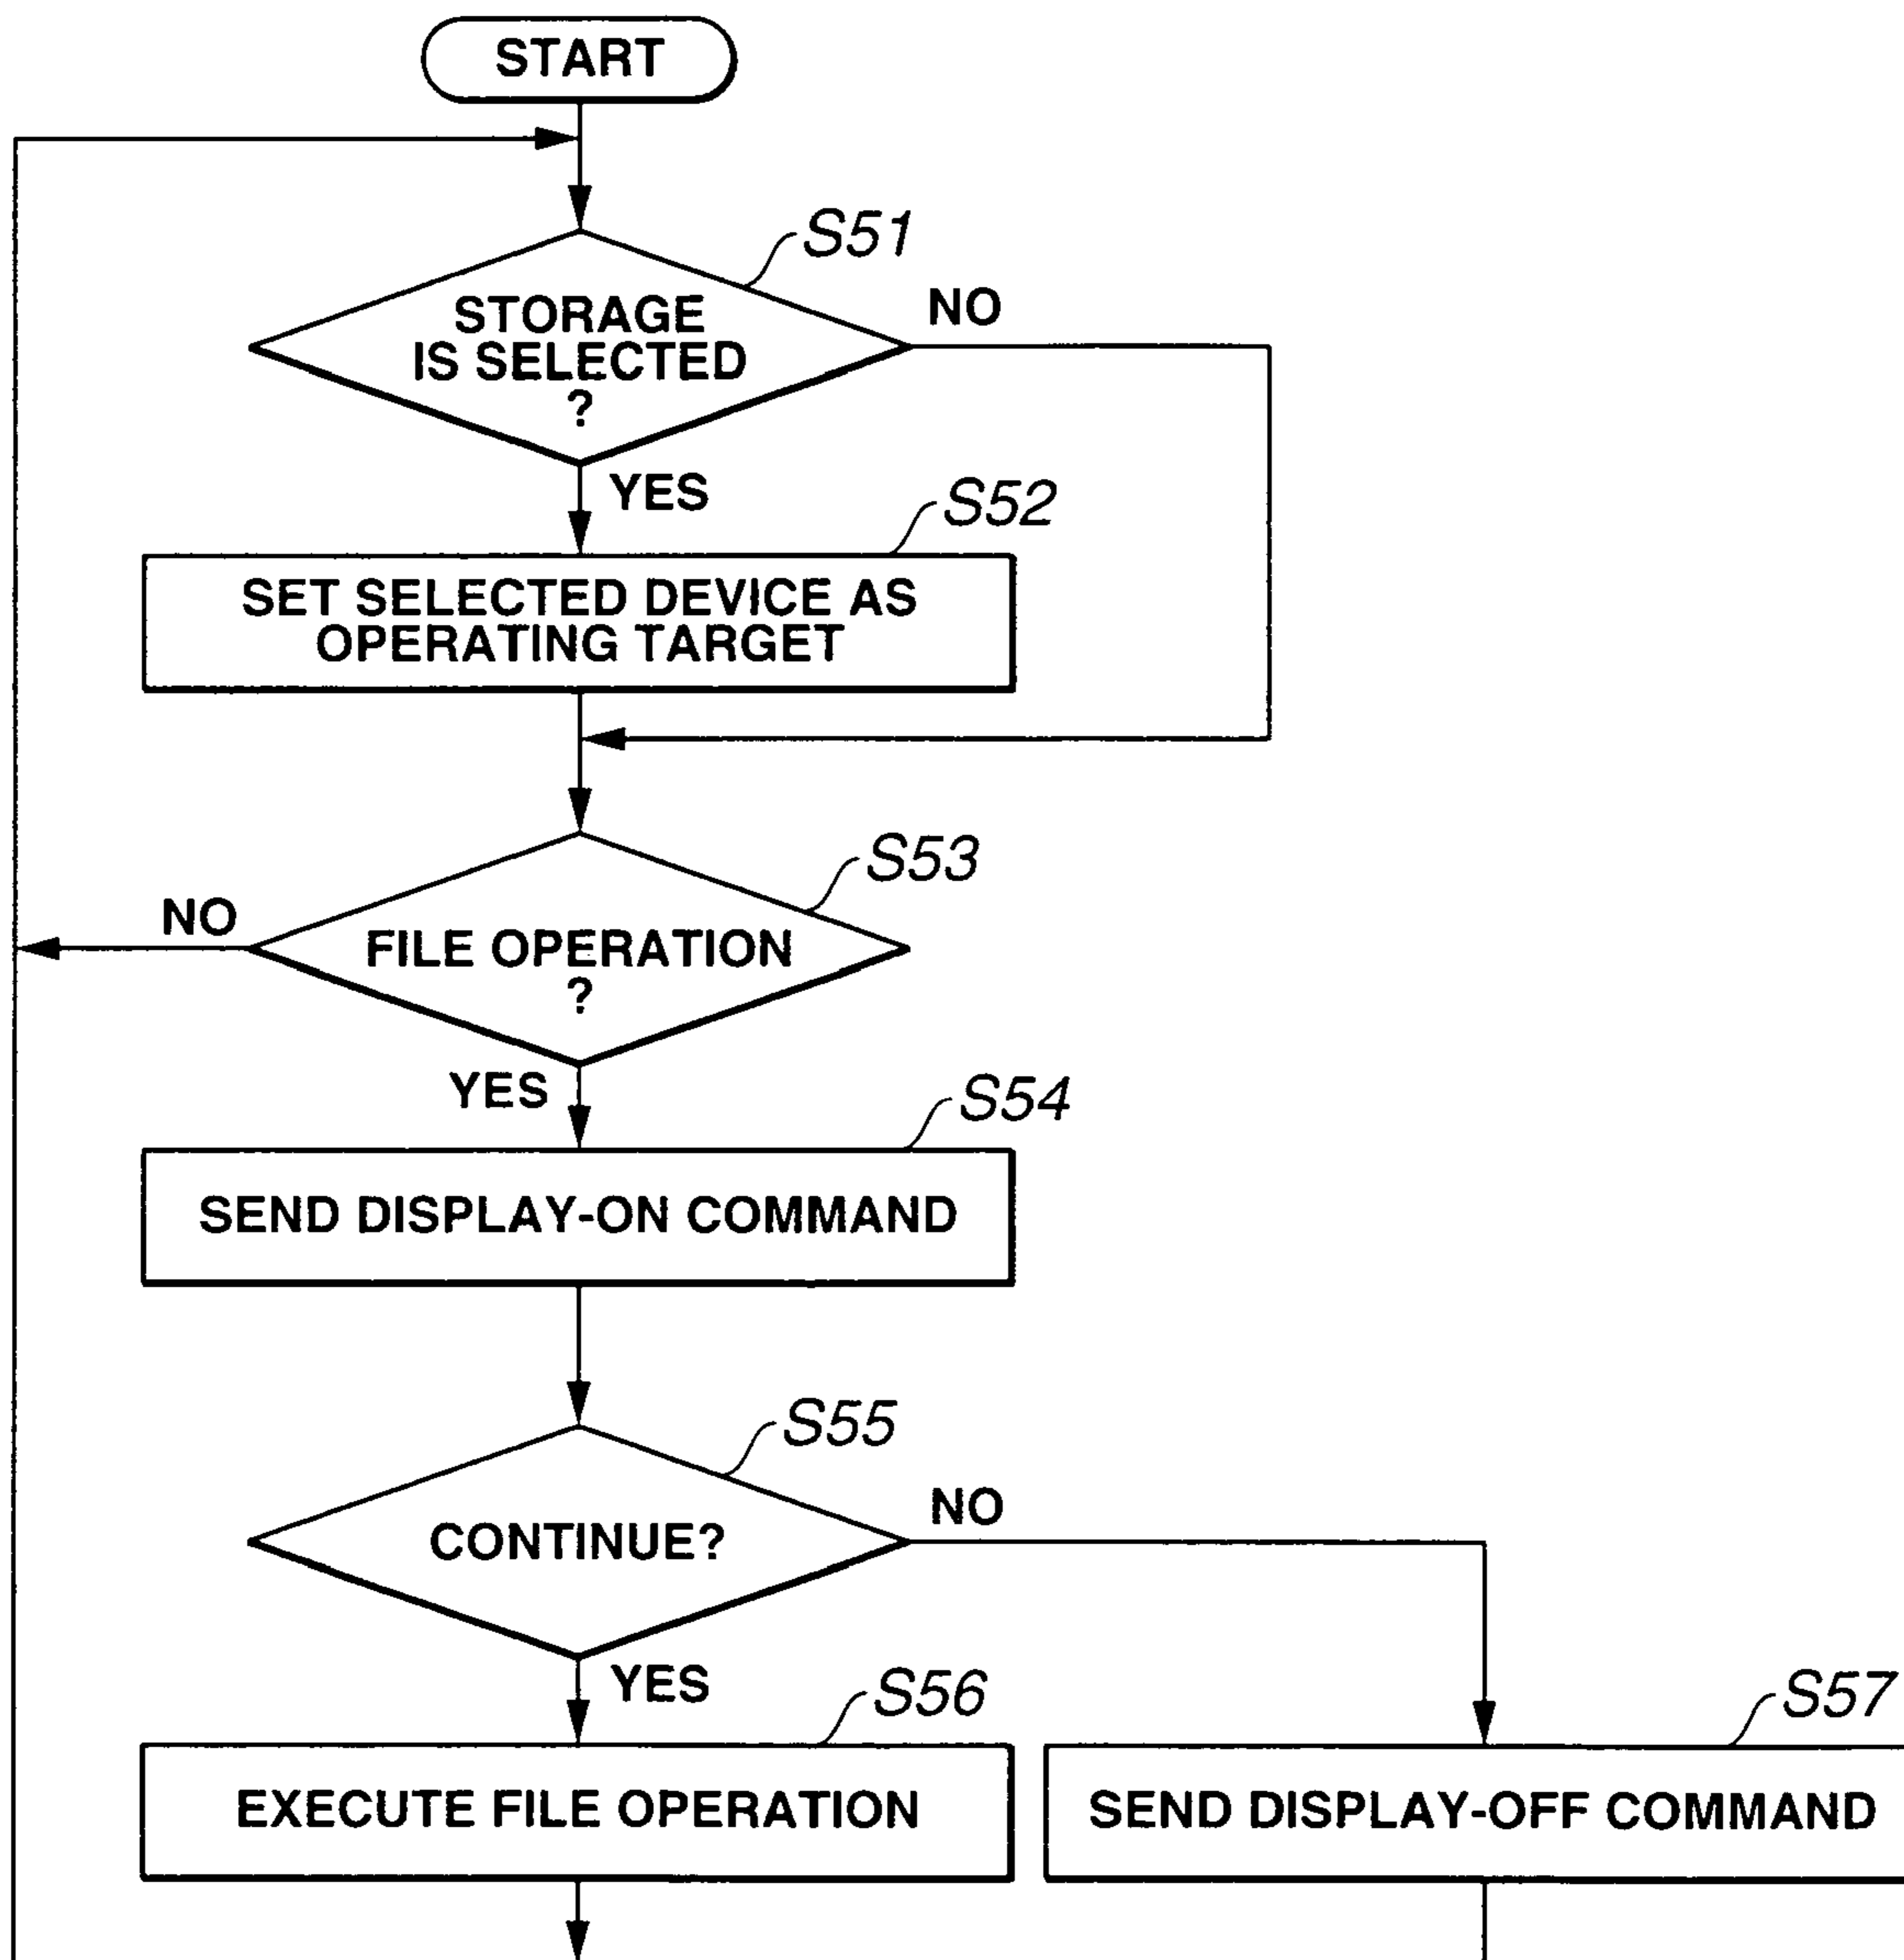 START
S51
STORAGE
IS SELECTED
?
NO
YES
S52
SET SELECTED DEVICE AS
OPERATING TARGET
S53
NO
FILE OPERATION
?
YES
S54
SEND DISPLAY-ON COMMAND
S55
CONTINUE?
NO
YES
S56
S57
EXECUTE FILE OPERATION
SEND DISPLAY-OFF COMMAND